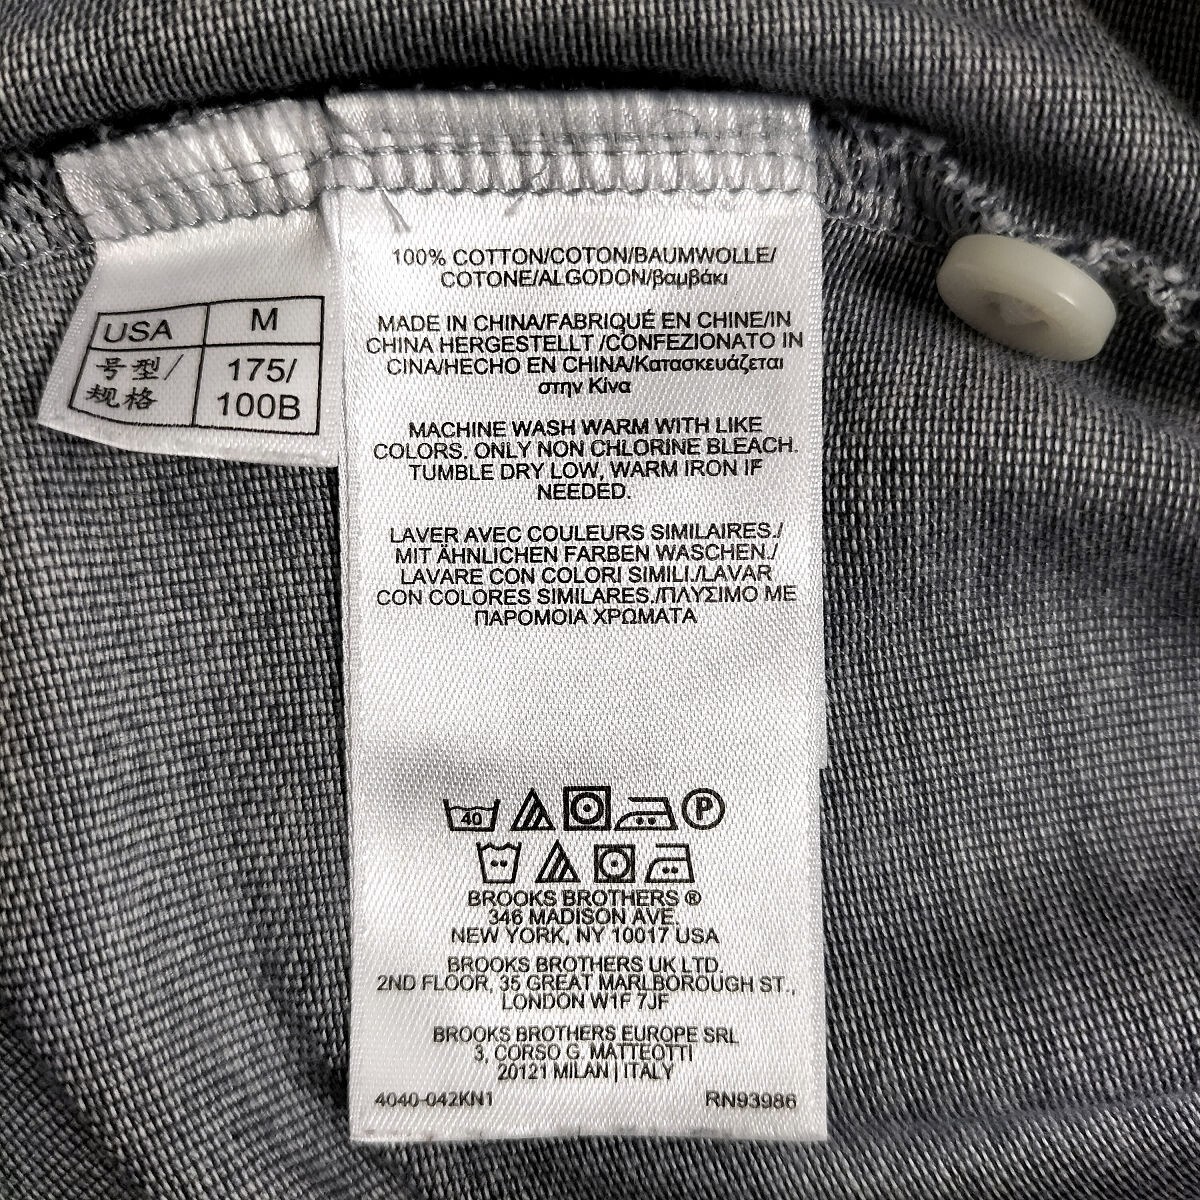 USA M
号型/ 175/
规格 100B
100% COTTON/COTON/BAUMWOLLE/
COTONE/ALGODON/βαμβάκι
MADE IN CHINA/FABRIQUÉ EN CHINE/IN
CHINA HERGESTELLT /CONFEZIONATO IN
CINA/HECHO EN CHINA/Κατασκευάζεται
στην Κίνα
MACHINE WASH WARM WITH LIKE
COLORS. ONLY NON CHLORINE BLEACH.
TUMBLE DRY LOW, WARM IRON IF
NEEDED.
LAVER AVEC COULEURS SIMILAIRES./
MIT ÄHNLICHEN FARBEN WASCHEN./
LAVARE CON COLORI SIMILI./LAVAR
CON COLORES SIMILARES./ΠΛΥΣΙΜΟ ΜΕ
ΠΑΡΟΜΟΙΑ ΧΡΩΜΑΤΑ
40 P
BROOKS BROTHERS ®
346 MADISON AVE.
NEW YORK, NY 10017 USA
BROOKS BROTHERS UK LTD.
2ND FLOOR, 35 GREAT MARLBOROUGH ST.,
LONDON W1F 7JF
BROOKS BROTHERS EUROPE SRL
3, CORSO G. MATTEOTTI
20121 MILAN | ITALY
4040-042KN1 RN93986